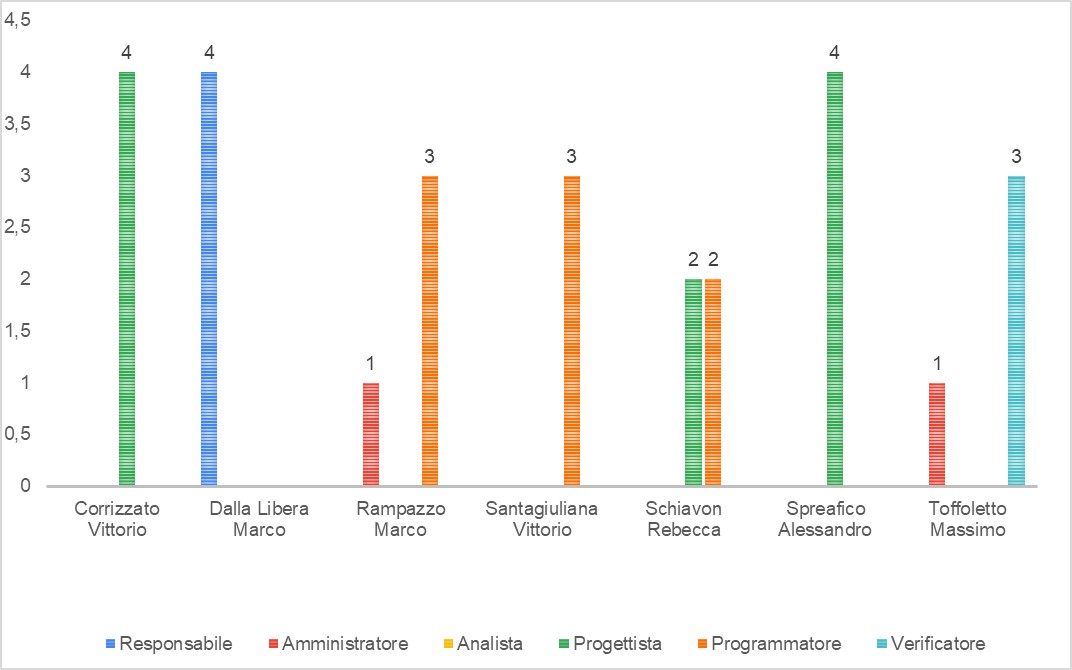 4,5
4
3,5
3
2,5
2
1,5
1
0,5
0
4
4
1
3
3
2
2
4
1
3
Corrizzato
Vittorio
Dalla Libera
Marco
Rampazzo
Marco
Santagiuliana
Vittorio
Schiavon
Rebecca
Spreafico
Alessandro
Toffoletto
Massimo
Responsabile
Amministratore
Analista
Progettista
Programmatore
Verificatore